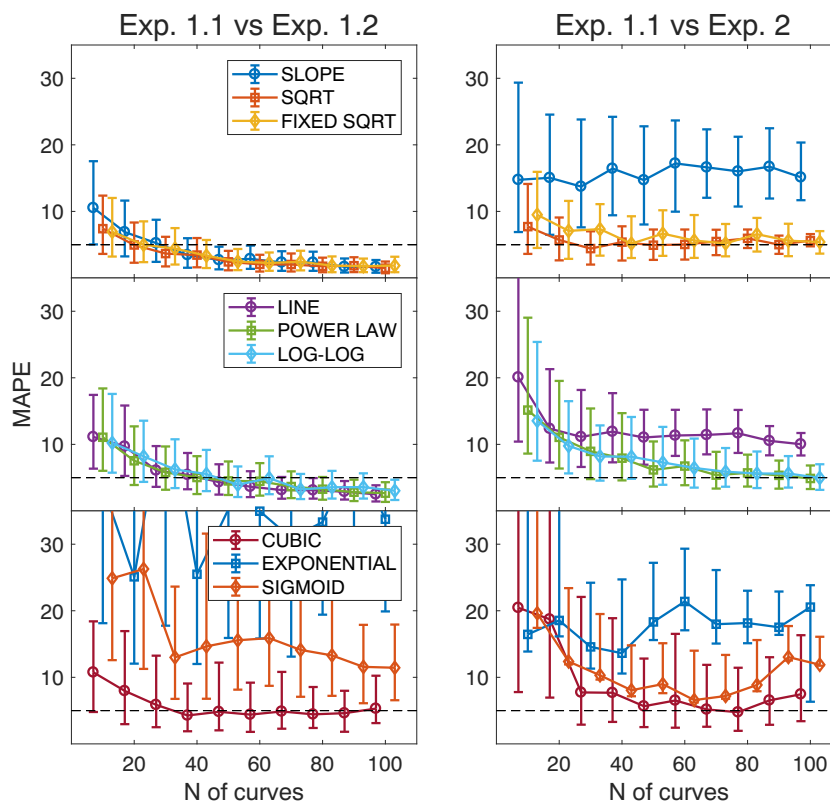 Exp. 1.1 vs Exp. 1.2
Exp. 1.1 vs Exp. 2
30
20
10
SLOPE
SQRT
FIXED SQRT
30
20
10
30
20
10
LINE
POWER LAW
LOG-LOG
30
20
10
MAPE
30
20
10
CUBIC
EXPONENTIAL
SIGMOID
30
20
10
20 40 60 80 100
20 40 60 80 100
N of curves
N of curves